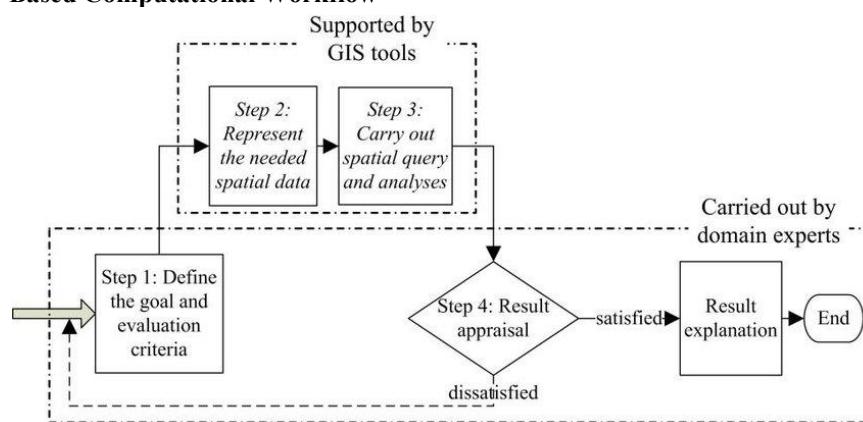 Based Computational Workflow
Supported by
GIS tools
Step 2:
Represent
the needed
spatial data
Step 3:
Carry out
spatial query
and analyses
Carried out by
domain experts
Step 1: Define
the goal and
evaluation
criteria
Step 4: Result
appraisal
satisfied
Result
explanation
End
dissatisfied